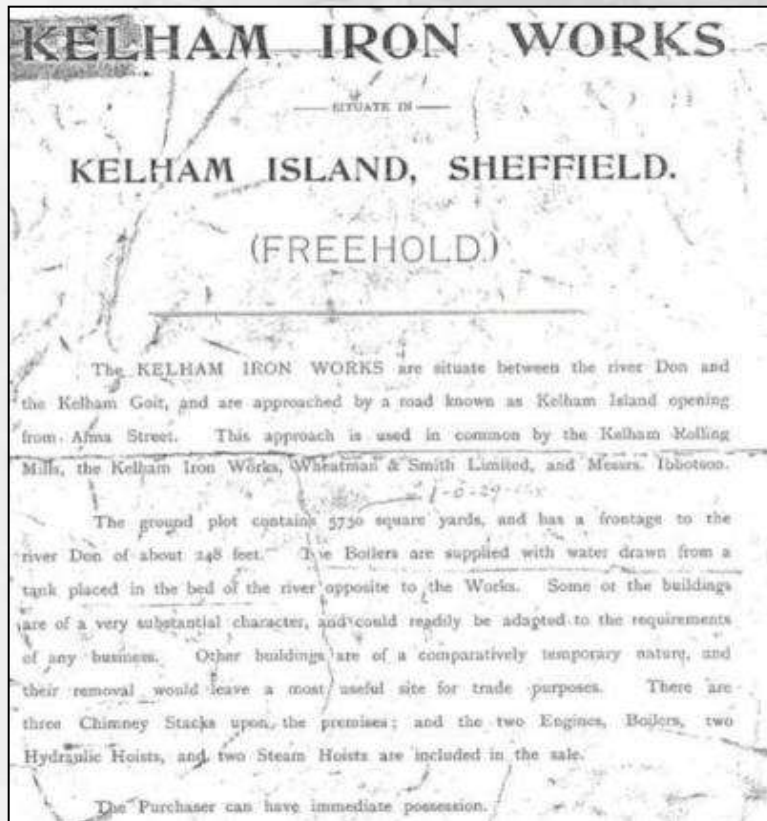 KELHAM IRON WORKS
SITUATE IN
KELHAM ISLAND, SHEFFIELD.
(FREEHOLD.)
The KELHAM IRON WORKS are situate between the river Don and
the Kelham Goit, and are approached by a road known as Kelham Island opening
from Alma Street. This approach is used in common by the Kelham Rolling
Mills, the Kelham Iron Works, Wheatman & Smith Limited, and Messrs. Ibbotson.
The ground plot contains 5730 square yards, and has a frontage to the
river Don of about 248 feet. The Boilers are supplied with water drawn from a
tank placed in the bed of the river opposite to the Works. Some or the buildings
are of a very substantial character, and could readily be adapted to the requirements
of any business. Other buildings are of a comparatively temporary nature, and
their removal would leave a most useful site for trade purposes. There are
three Chimney Stacks upon the premises; and the two Engines, Boilers, two
Hydraulic Hoists, and two Steam Hoists are included in the sale.
The Purchaser can have immediate possession.